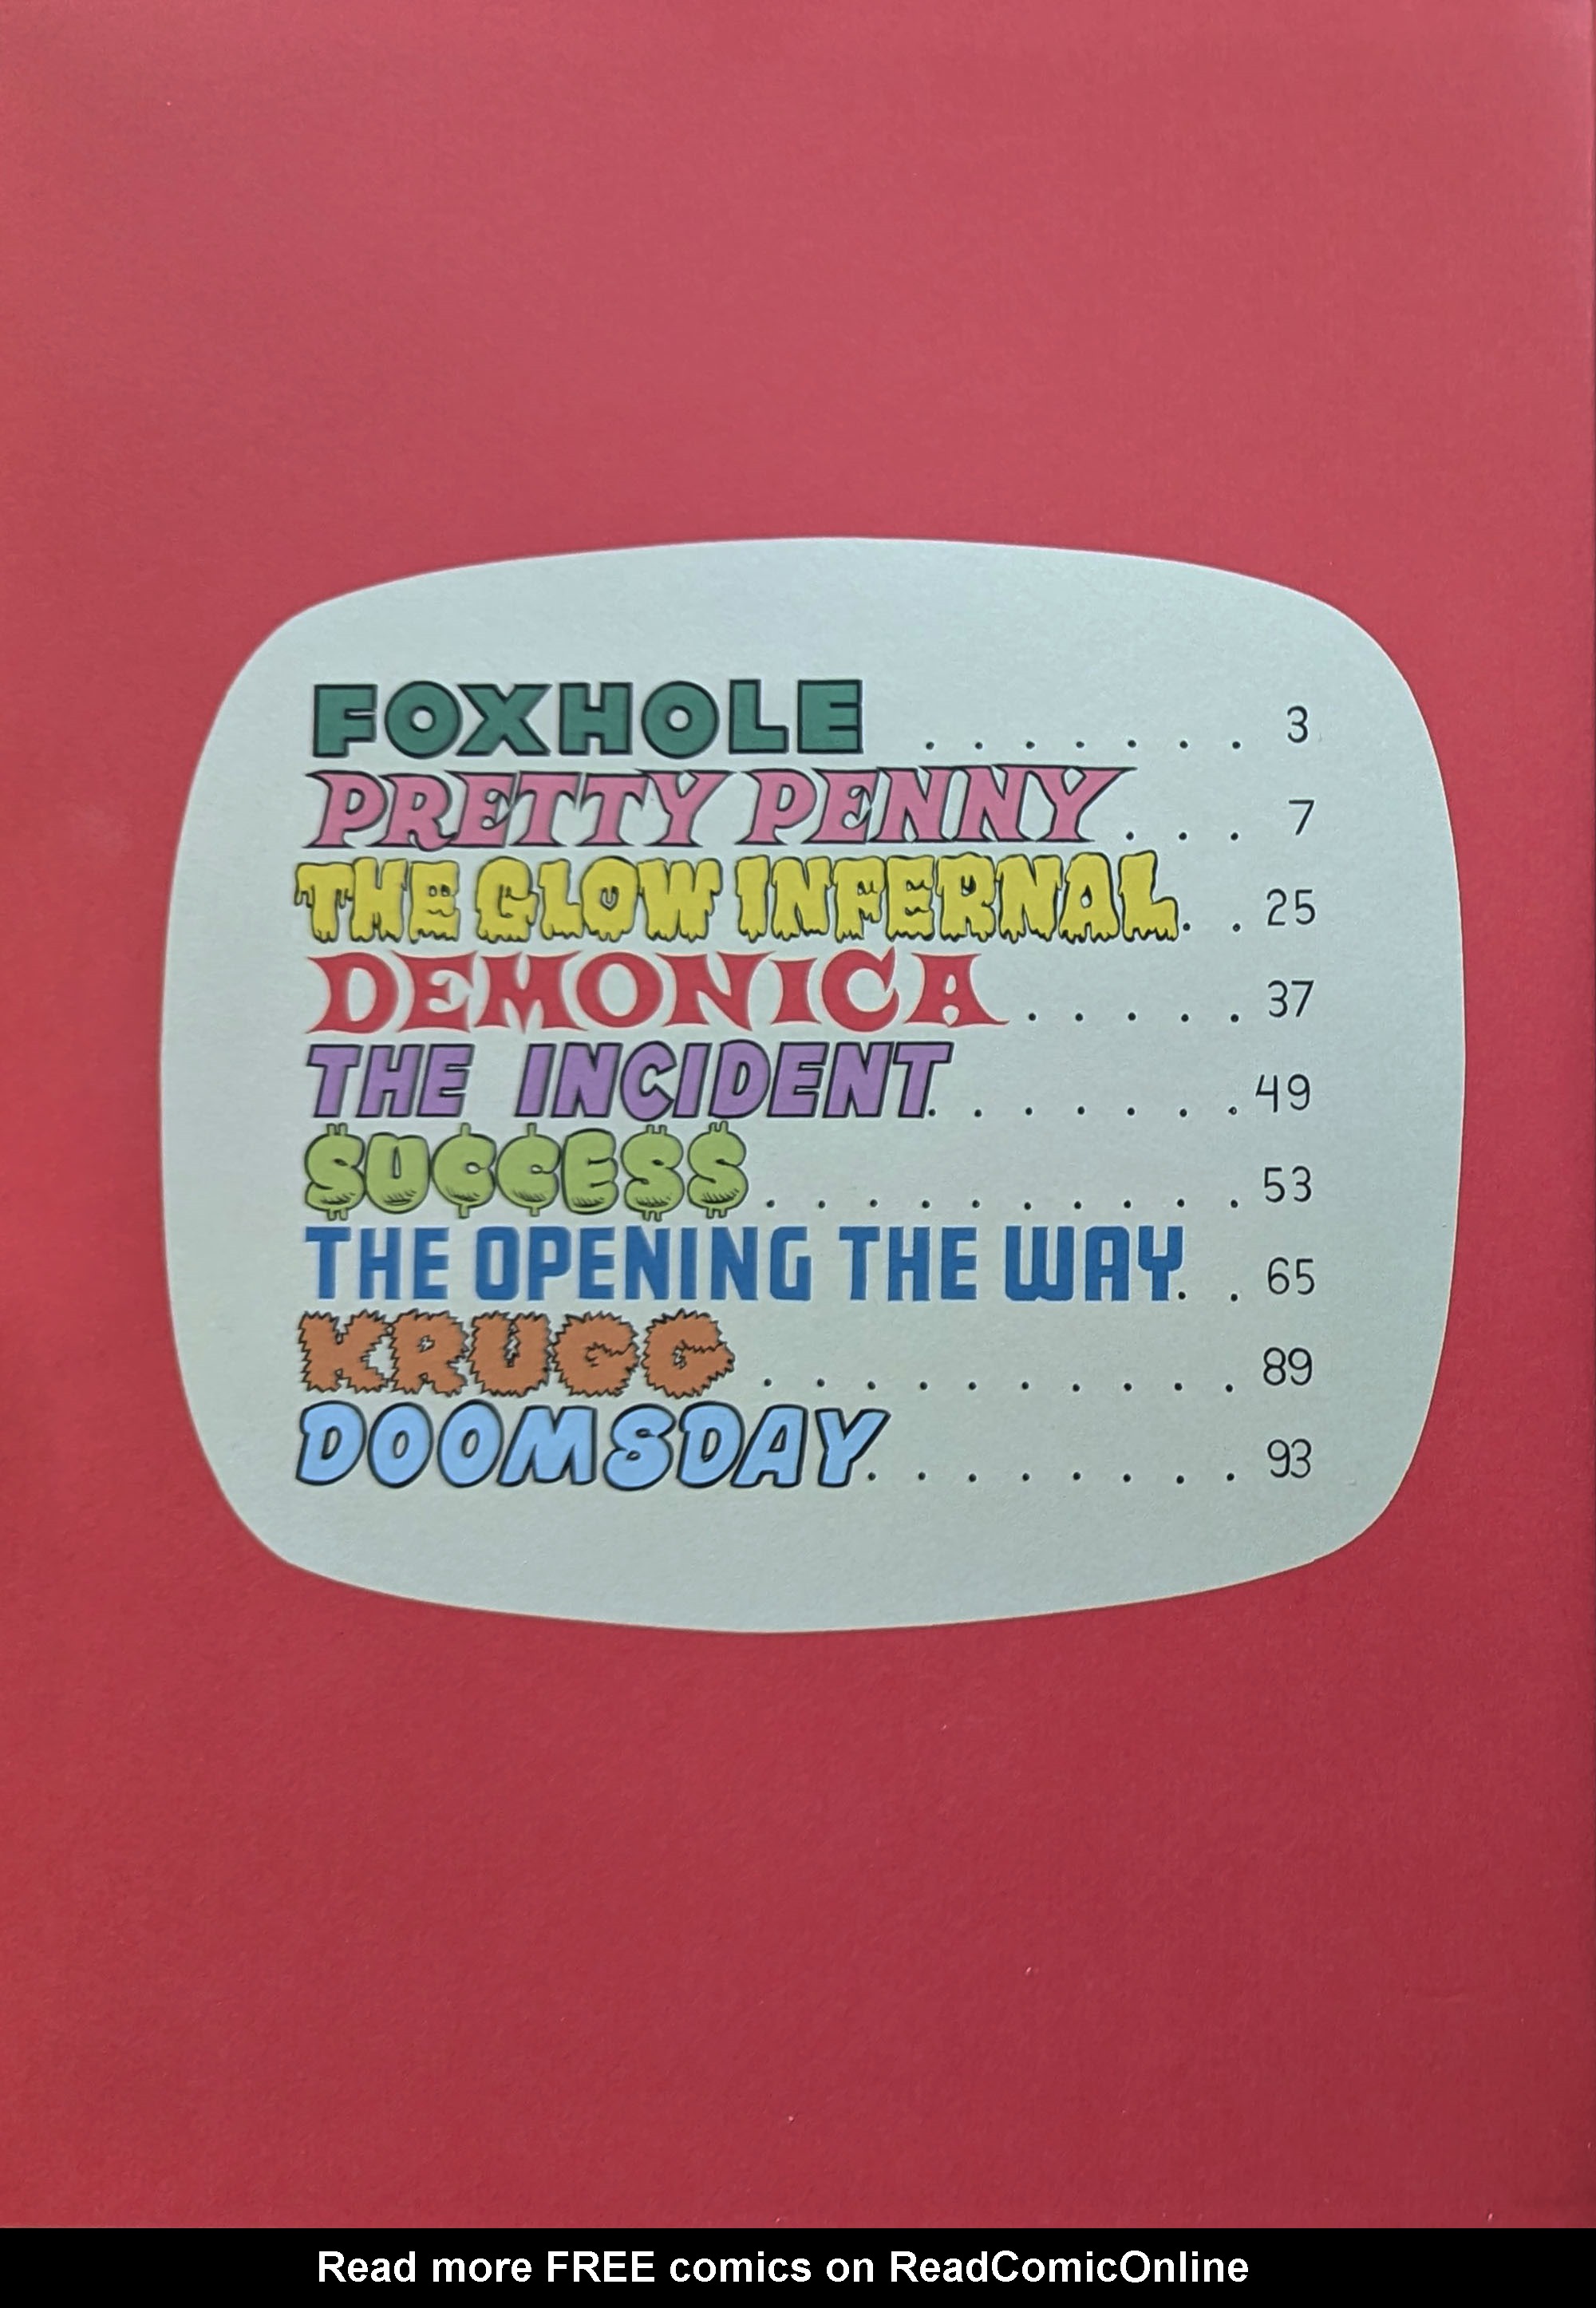 FOXHOLE . . . . . . . 3
PRETTY PENNY . . . 7
THE GLOW INFERNAL . . 25
DEMONICA . . . . . 37
THE INCIDENT . . . . . . . 49
$U¢¢E$$ . . . . . . . . . . 53
THE OPENING THE WAY . . 65
KRUGG . . . . . . . . . . 89
DOOMSDAY . . . . . . . . 93
Read more FREE comics on ReadComicOnline